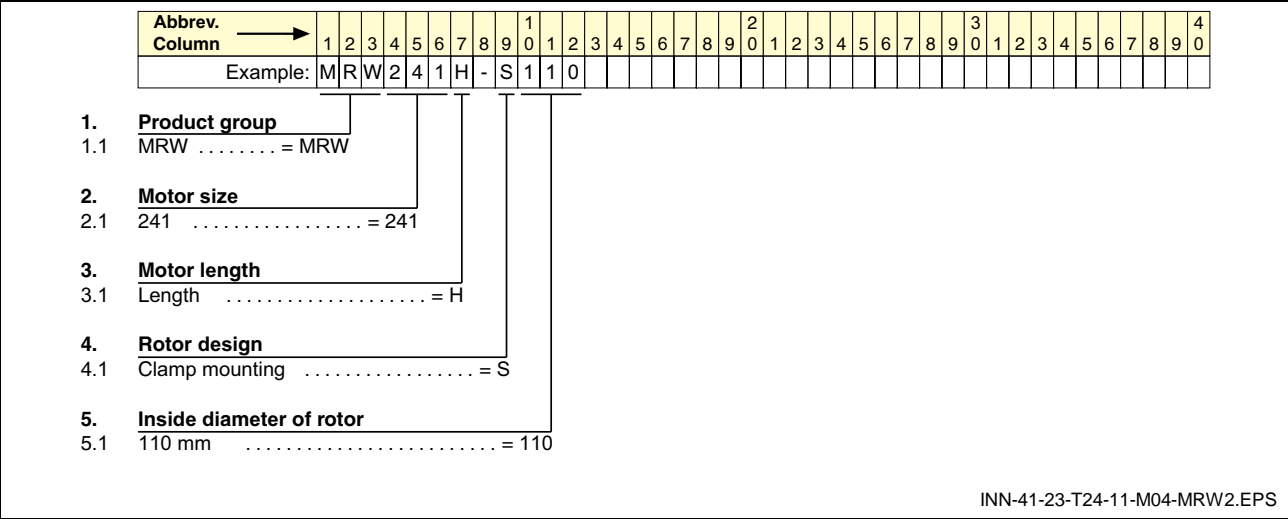 Abbrev. 1 2 3 4
Column 1 2 3 4 5 6 7 8 9 0 1 2 3 4 5 6 7 8 9 0 1 2 3 4 5 6 7 8 9 0 1 2 3 4 5 6 7 8 9 0
Example: M R W 2 4 1 H - S 1 1 0
1. Product group
1.1 MRW . . . . . . . . = MRW
2. Motor size
2.1 241 . . . . . . . . . . . . . . . . . = 241
3. Motor length
3.1 Length . . . . . . . . . . . . . . . . . . . . = H
4. Rotor design
4.1 Clamp mounting . . . . . . . . . . . . . . . . . = S
5. Inside diameter of rotor
5.1 110 mm . . . . . . . . . . . . . . . . . . . . . . . . . = 110
INN-41-23-T24-11-M04-MRW2.EPS